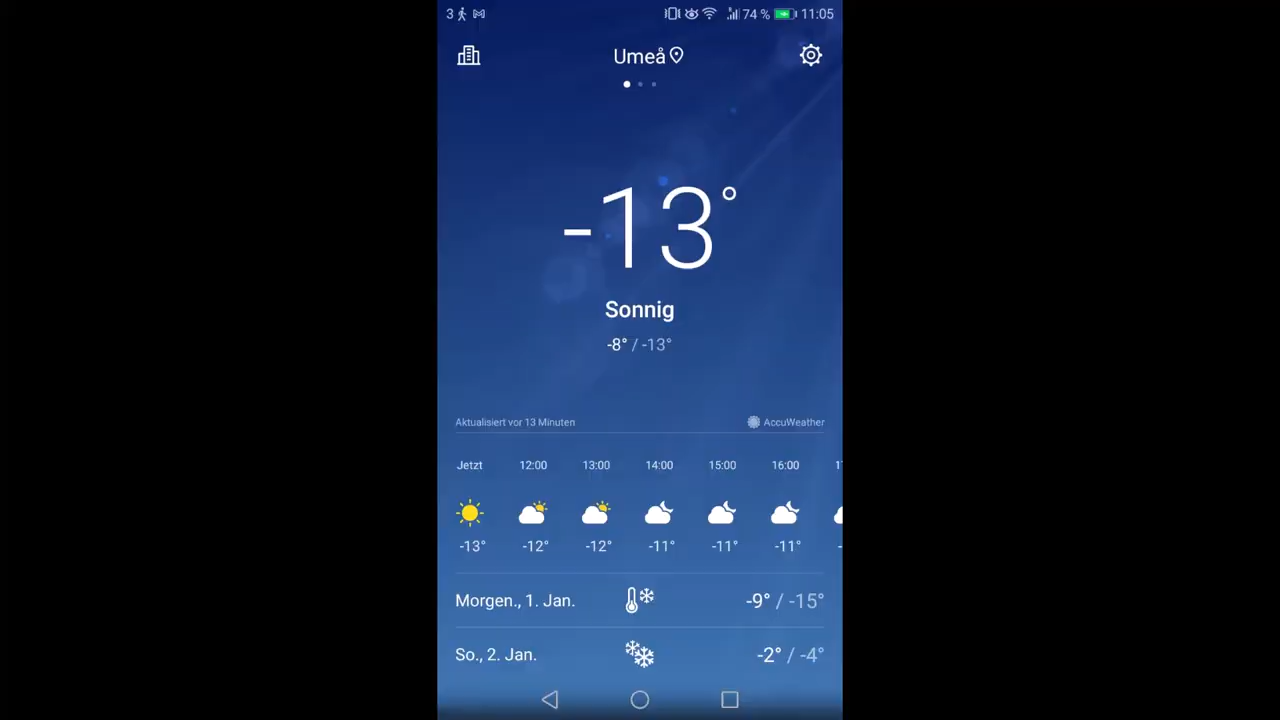 3 74 % 11:05
Umeå
-13°
Sonnig
-8° / -13°
Aktualisiert vor 13 Minuten AccuWeather
Jetzt 12:00 13:00 14:00 15:00 16:00
-13° -12° -12° -11° -11° -11°
Morgen., 1. Jan. -9° / -15°
So., 2. Jan. -2° / -4°